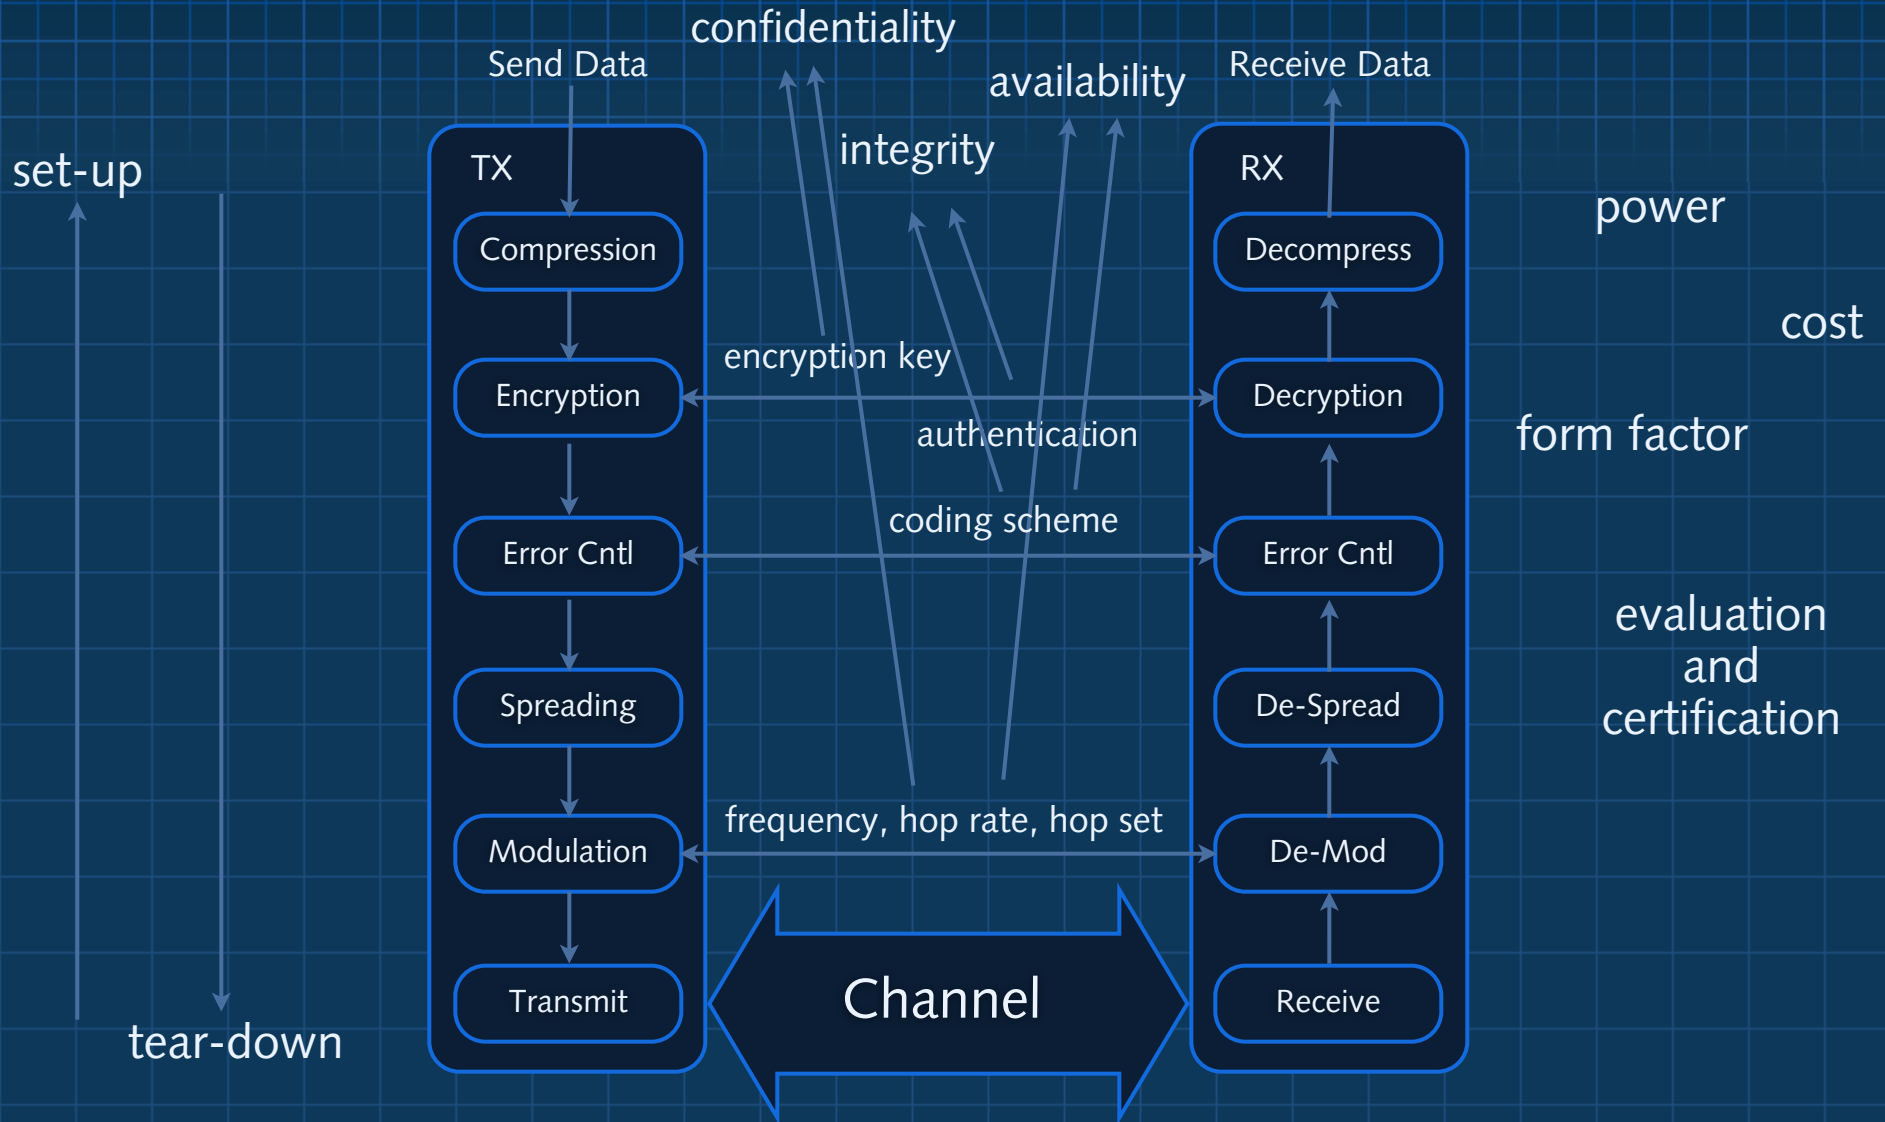 confidentiality
Send Data
availability
Receive Data
integrity
set-up
TX
RX
power
Compression
Decompress
cost
encryption key
Encryption
Decryption
authentication
form factor
coding scheme
Error Cntl
Error Cntl
evaluation
and
certification
Spreading
De-Spread
frequency, hop rate, hop set
Modulation
De-Mod
Channel
Transmit
Receive
tear-down